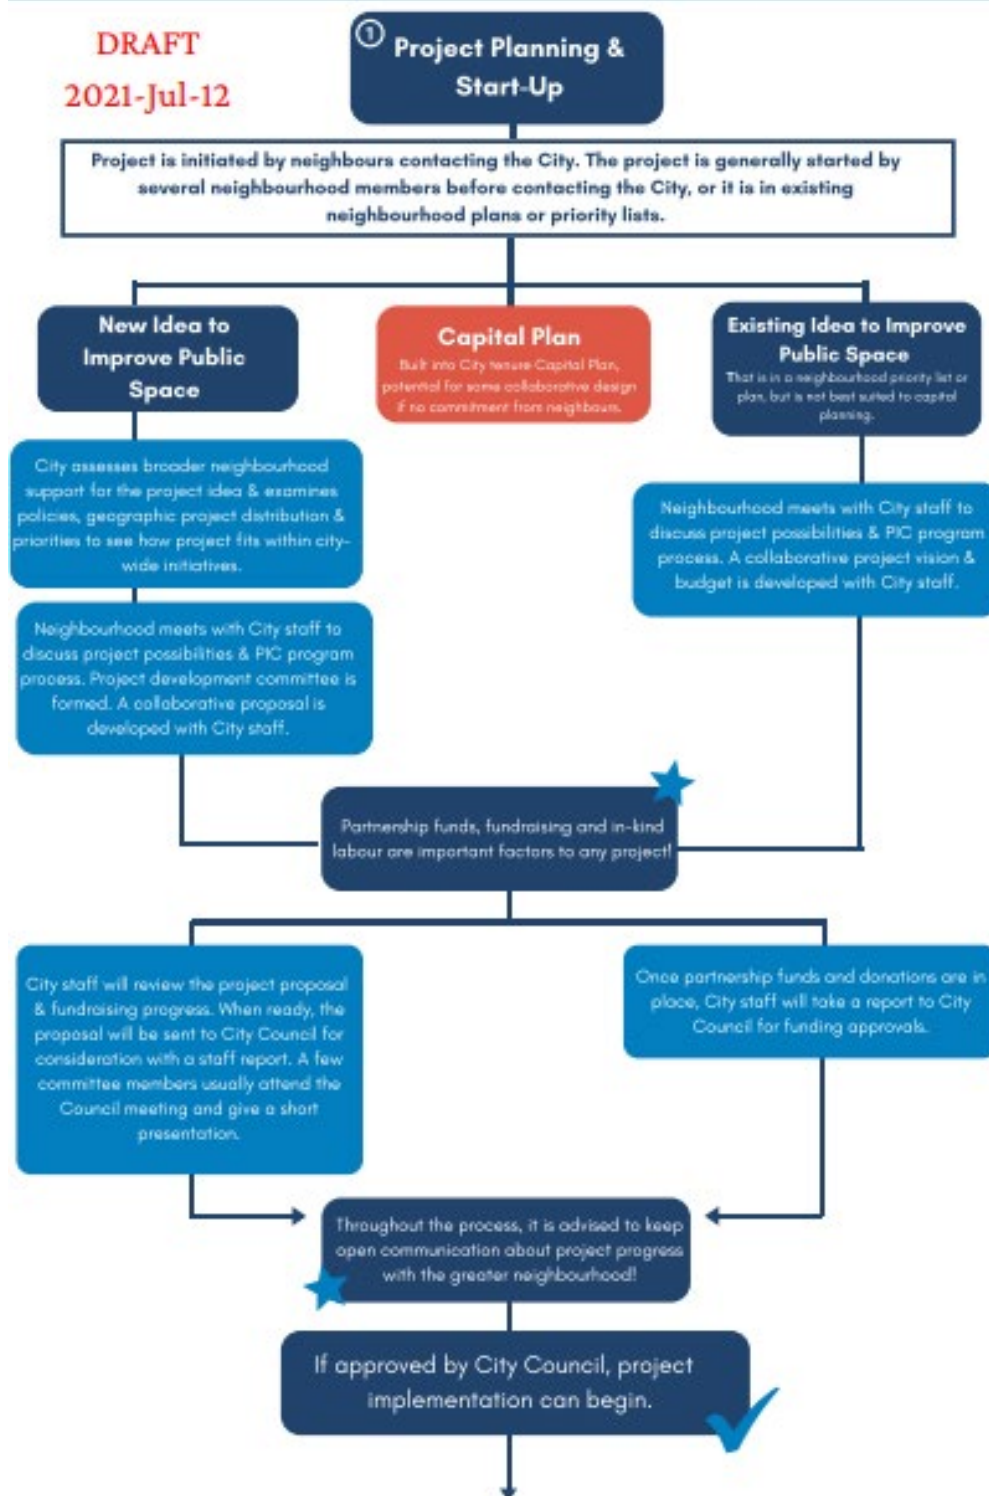 DRAFT
2021-Jul-12
1
Project Planning &
Start-Up
Project is initiated by neighbours contacting the City. The project is generally started by
several neighbourhood members before contacting the City, or it is in existing
neighbourhood plans or priority lists.
New Idea to
Improve Public
Space
Capital Plan
Built into City tenure Capital Plan,
potential for some collaborative design
if no commitment from neighbours.
Existing Idea to Improve
Public Space
That is in a neighbourhood priority list or
plan, but is not best suited to capital
planning.
City assesses broader neighbourhood
support for the project idea & examines
policies, geographic project distribution &
priorities to see how project fits within city-
wide initiatives.
Neighbourhood meets with City staff to
discuss project possibilities & PIC program
process. A collaborative project vision &
budget is developed with City staff.
Neighbourhood meets with City staff to
discuss project possibilities & PIC program
process. Project development committee is
formed. A collaborative proposal is
developed with City staff.
Partnership funds, fundraising and in-kind
labour are important factors to any project!
City staff will review the project proposal
& fundraising progress. When ready, the
proposal will be sent to City Council for
consideration with a staff report. A few
committee members usually attend the
Council meeting and give a short
presentation.
Once partnership funds and donations are in
place, City staff will take a report to City
Council for funding approvals.
Throughout the process, it is advised to keep
open communication about project progress
with the greater neighbourhood!
If approved by City Council, project
implementation can begin.